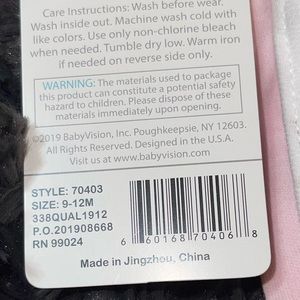 Care Instructions: Wash before wear.
Wash inside out. Machine wash cold with
like colors. Use only non-chlorine bleach
when needed. Tumble dry low. Warm iron
if needed on reverse side only.
WARNING: The materials used to package
this product can constitute a potential safety
hazard to children. Please dispose of these
materials immediately upon opening.
©2019 BabyVision, Inc. Poughkeepsie, NY 12603.
All Rights Reserved. Designed in the U.S.A.
Visit us at www.babyvision.com
STYLE: 70403
SIZE: 9-12M
338QUAL1912
P.O.201908668
RN 99024
6 60168 70406 8
Made in Jingzhou, China